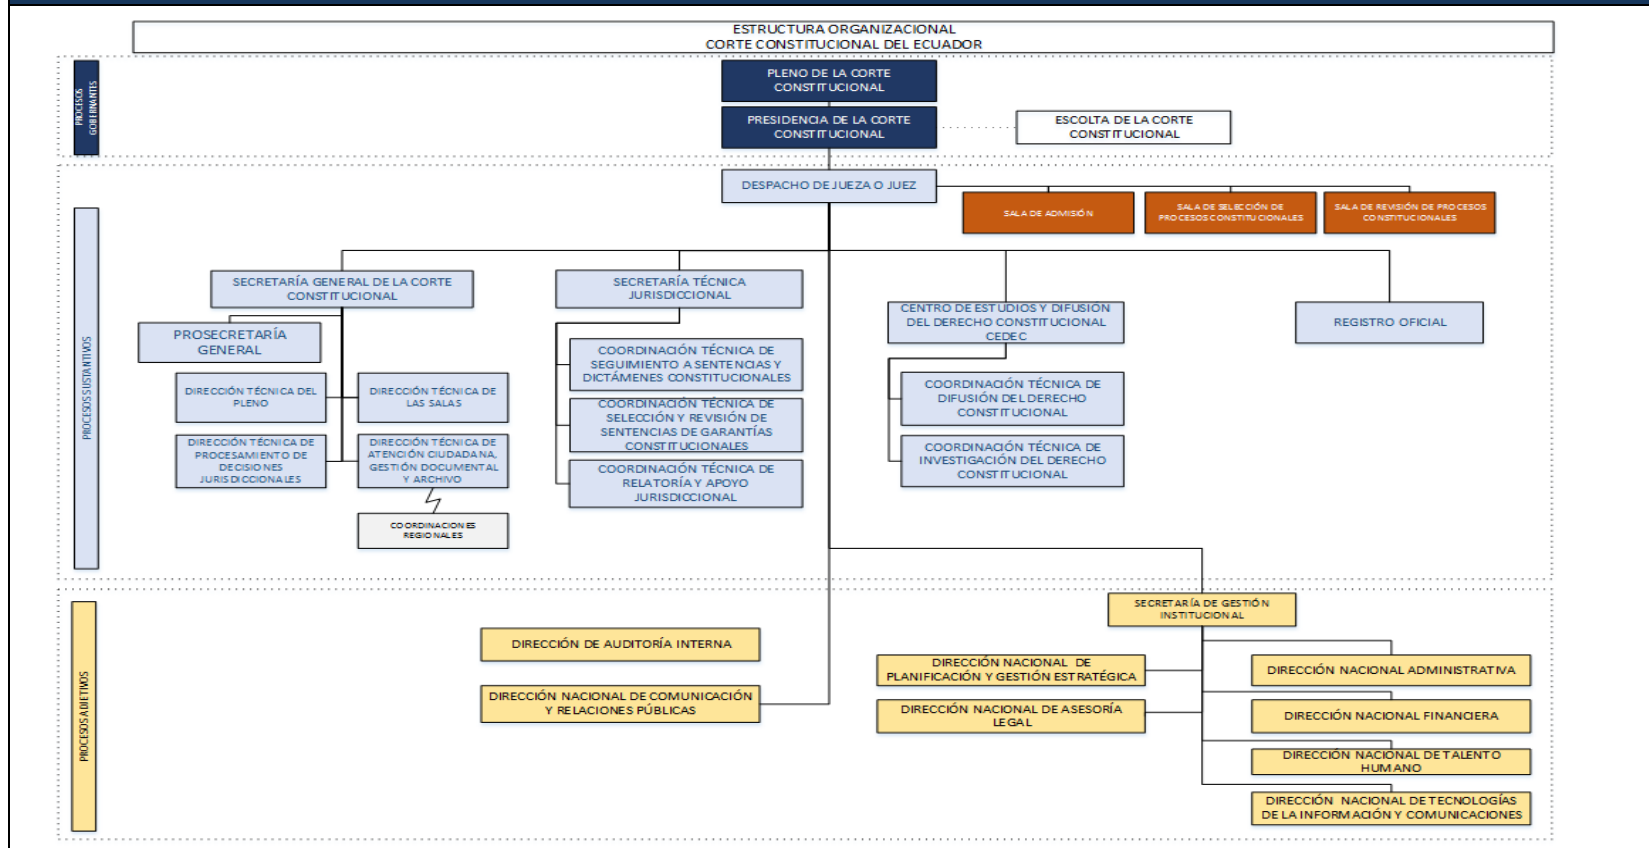 ESTRUCTURA ORGANIZACIONAL
CORTE CONSTITUCIONAL DEL ECUADOR
PROCESOS
GOBERNANTES
PLENO DE LA CORTE
CONSTITUCIONAL
PRESIDENCIA DE LA CORTE
CONSTITUCIONAL
ESCOLTA DE LA CORTE
CONSTITUCIONAL
PROCESOS SUSTANTIVOS
DESPACHO DE JUEZA O JUEZ
SALA DE ADMISIÓN
SALA DE SELECCIÓN DE
PROCESOS CONSTITUCIONALES
SALA DE REVISIÓN DE PROCESOS
CONSTITUCIONALES
SECRETARÍA GENERAL DE LA CORTE
CONSTITUCIONAL
PROSECRETARÍA
GENERAL
DIRECCIÓN TÉCNICA DEL
PLENO
DIRECCIÓN TÉCNICA DE
LAS SALAS
DIRECCIÓN TÉCNICA DE
PROCESAMIENTO DE
DECISIONES
JURISDICCIONALES
DIRECCIÓN TÉCNICA DE
ATENCIÓN CIUDADANA,
GESTIÓN DOCUMENTAL
Y ARCHIVO
COORDINACIONES
REGIONALES
SECRETARÍA TÉCNICA
JURISDICCIONAL
COORDINACIÓN TÉCNICA DE
SEGUIMIENTO A SENTENCIAS Y
DICTÁMENES CONSTITUCIONALES
COORDINACIÓN TÉCNICA DE
SELECCIÓN Y REVISIÓN DE
SENTENCIAS DE GARANTÍAS
CONSTITUCIONALES
COORDINACIÓN TÉCNICA DE
RELATORÍA Y APOYO
JURISDICCIONAL
CENTRO DE ESTUDIOS Y DIFUSIÓN
DEL DERECHO CONSTITUCIONAL
CEDEC
COORDINACIÓN TÉCNICA DE
DIFUSIÓN DEL DERECHO
CONSTITUCIONAL
COORDINACIÓN TÉCNICA DE
INVESTIGACIÓN DEL DERECHO
CONSTITUCIONAL
REGISTRO OFICIAL
PROCESOS ADJETIVOS
DIRECCIÓN DE AUDITORÍA INTERNA
DIRECCIÓN NACIONAL DE COMUNICACIÓN
Y RELACIONES PÚBLICAS
SECRETARÍA DE GESTIÓN
INSTITUCIONAL
DIRECCIÓN NACIONAL DE
PLANIFICACIÓN Y GESTIÓN ESTRATÉGICA
DIRECCIÓN NACIONAL DE ASESORÍA
LEGAL
DIRECCIÓN NACIONAL ADMINISTRATIVA
DIRECCIÓN NACIONAL FINANCIERA
DIRECCIÓN NACIONAL DE TALENTO
HUMANO
DIRECCIÓN NACIONAL DE TECNOLOGÍAS
DE LA INFORMACIÓN Y COMUNICACIONES